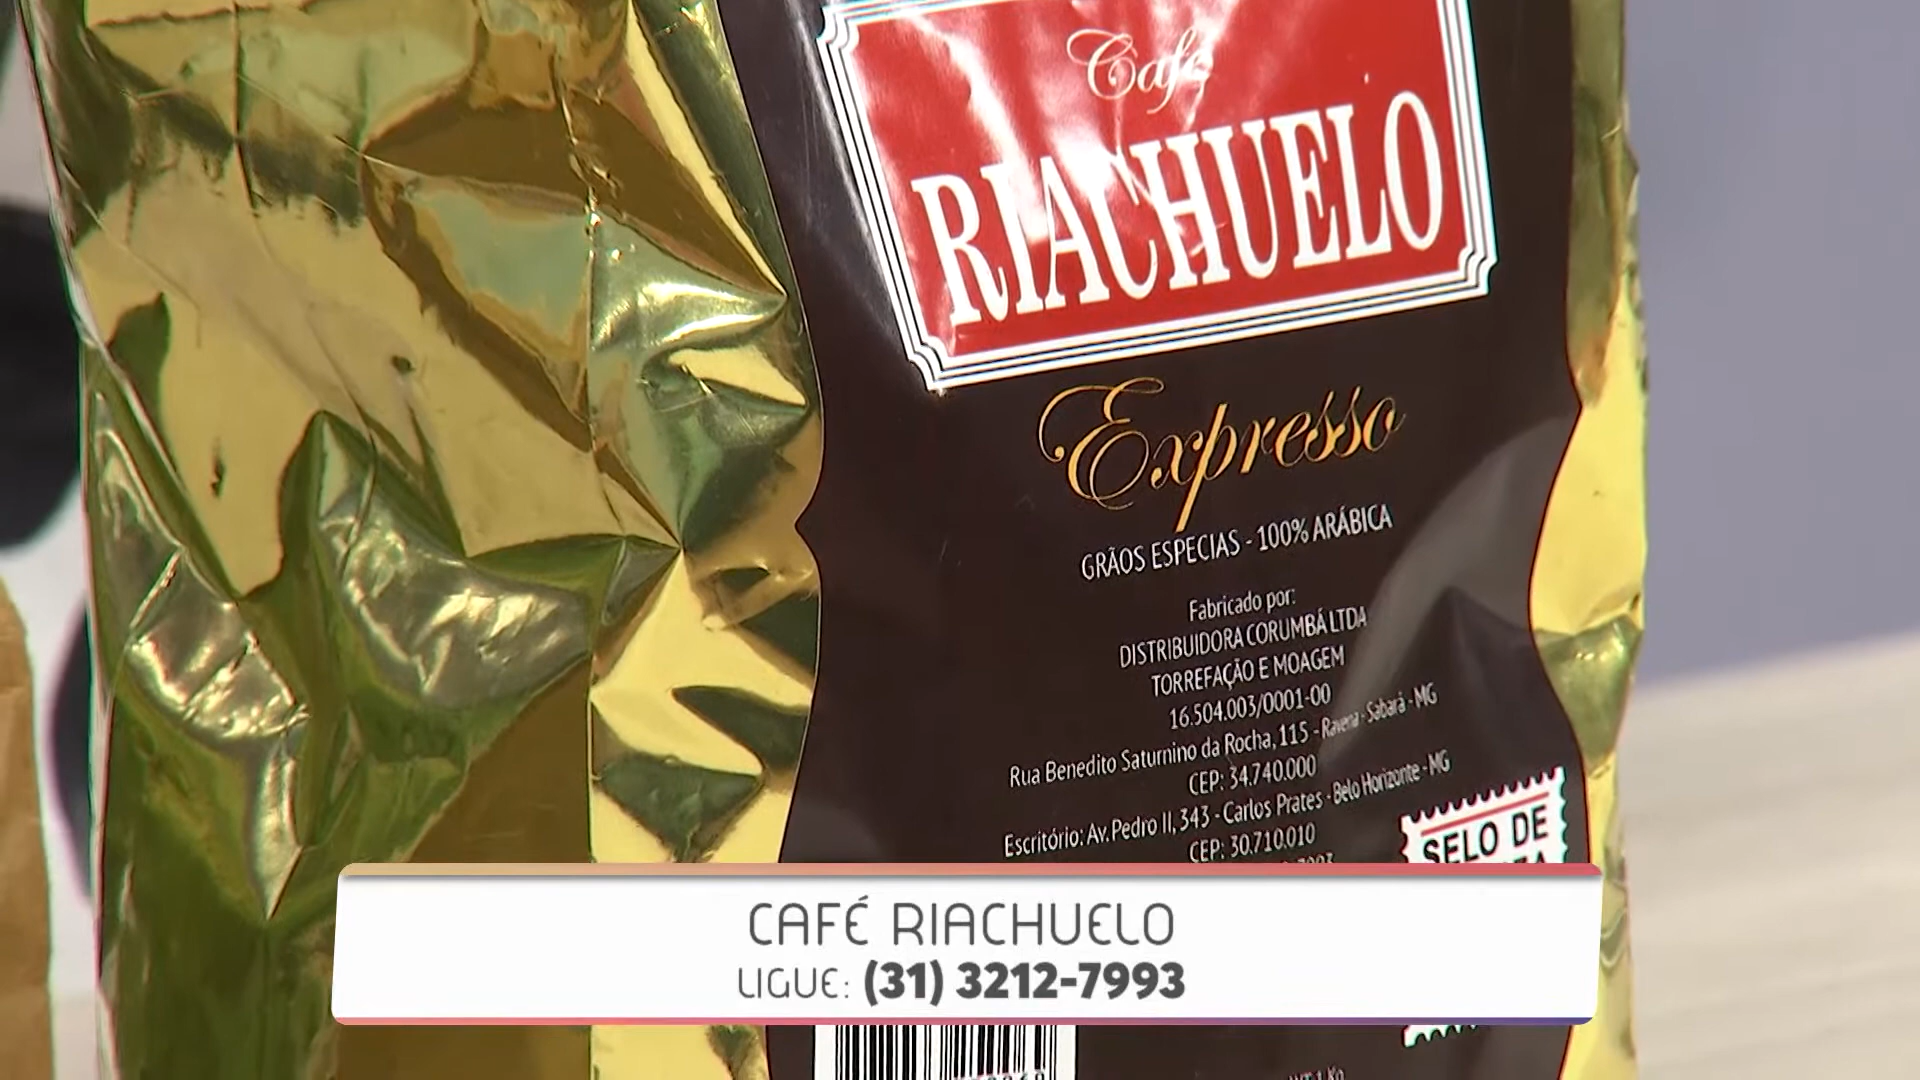 Café
RIACHUELO
Expresso
GRÃOS ESPECIAS - 100% ARÁBICA
Fabricado por:
DISTRIBUIDORA CORUMBÁ LTDA
TORREFAÇÃO E MOAGEM
16.504.003/0001-00
Rua Benedito Saturnino da Rocha, 115 - Ravena - Sabará - MG
CEP: 34.740.000
Escritório: Av. Pedro II, 343 - Carlos Prates - Belo Horizonte - MG
CEP: 30.710.010
SELO DE
CAFÉ RIACHUELO
LIGUE: (31) 3212-7993